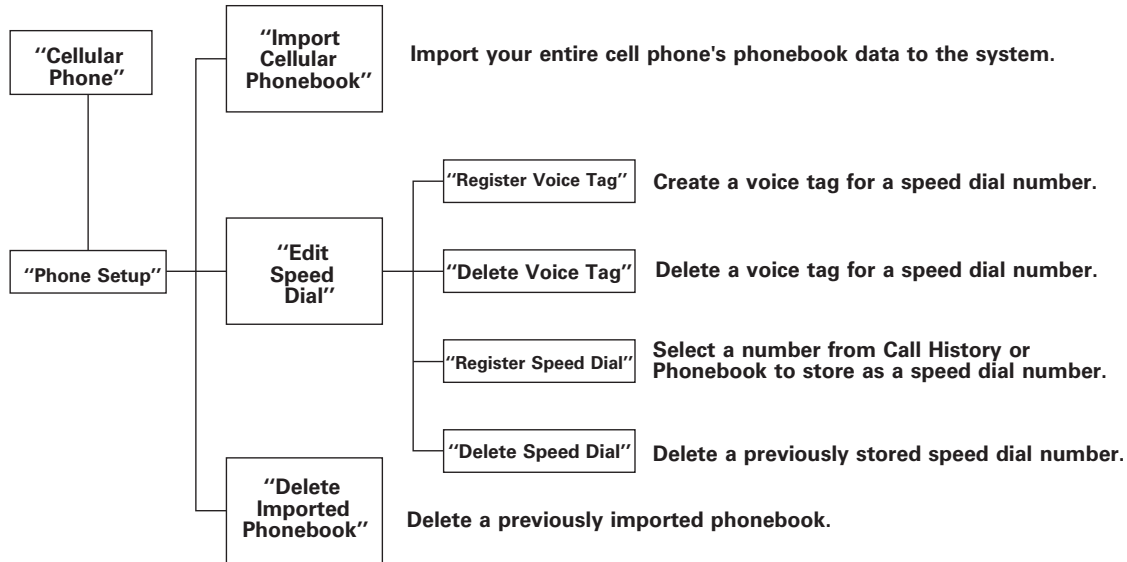 "Cellular
Phone"
"Import
Cellular
Phonebook"
Import your entire cell phone's phonebook data to the system.
"Register Voice Tag"
Create a voice tag for a speed dial number.
"Phone Setup"
"Edit
Speed
Dial"
"Delete Voice Tag"
Delete a voice tag for a speed dial number.
"Register Speed Dial"
Select a number from Call History or
Phonebook to store as a speed dial number.
"Delete Speed Dial"
Delete a previously stored speed dial number.
"Delete
Imported
Phonebook"
Delete a previously imported phonebook.